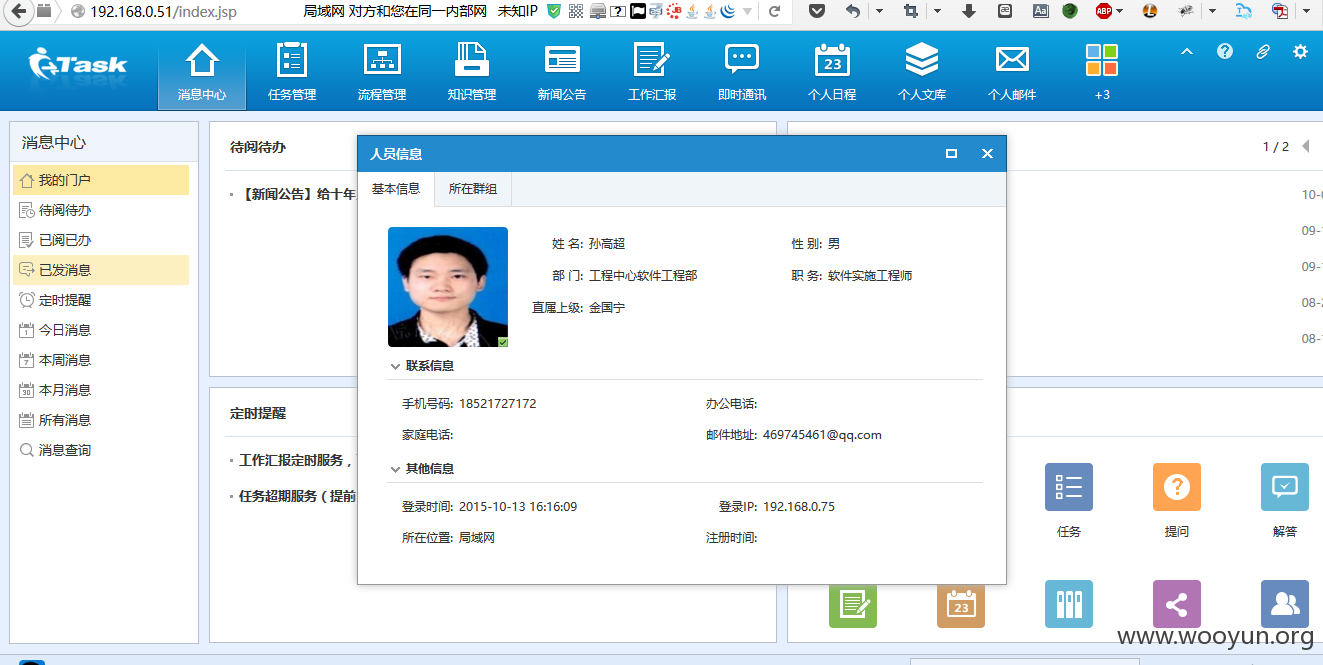 192.168.0.51/index.jsp
局域网 对方和您在同一内部网 未知IP
eTask
消息中心
任务管理
流程管理
知识管理
新闻公告
工作汇报
即时通讯
23
个人日程
个人文库
个人邮件
+3
消息中心
我的门户
待阅待办
已阅已办
已发消息
定时提醒
今日消息
本周消息
本月消息
所有消息
消息查询
待阅待办
【新闻公告】给十年
1 / 2
10-
09-
09-
08-
08-
定时提醒
工作汇报定时服务，
任务超期服务（提前
人员信息
基本信息 所在群组
姓 名: 孙高超
性 别: 男
部 门: 工程中心软件工程部
职 务: 软件实施工程师
直属上级: 金国宁
联系信息
手机号码: 18521727172
办公电话:
家庭电话:
邮件地址: 469745461@qq.com
其他信息
登录时间: 2015-10-13 16:16:09
登录IP: 192.168.0.75
所在位置: 局域网
注册时间:
任务
提问
解答
23
www.wooyun.org